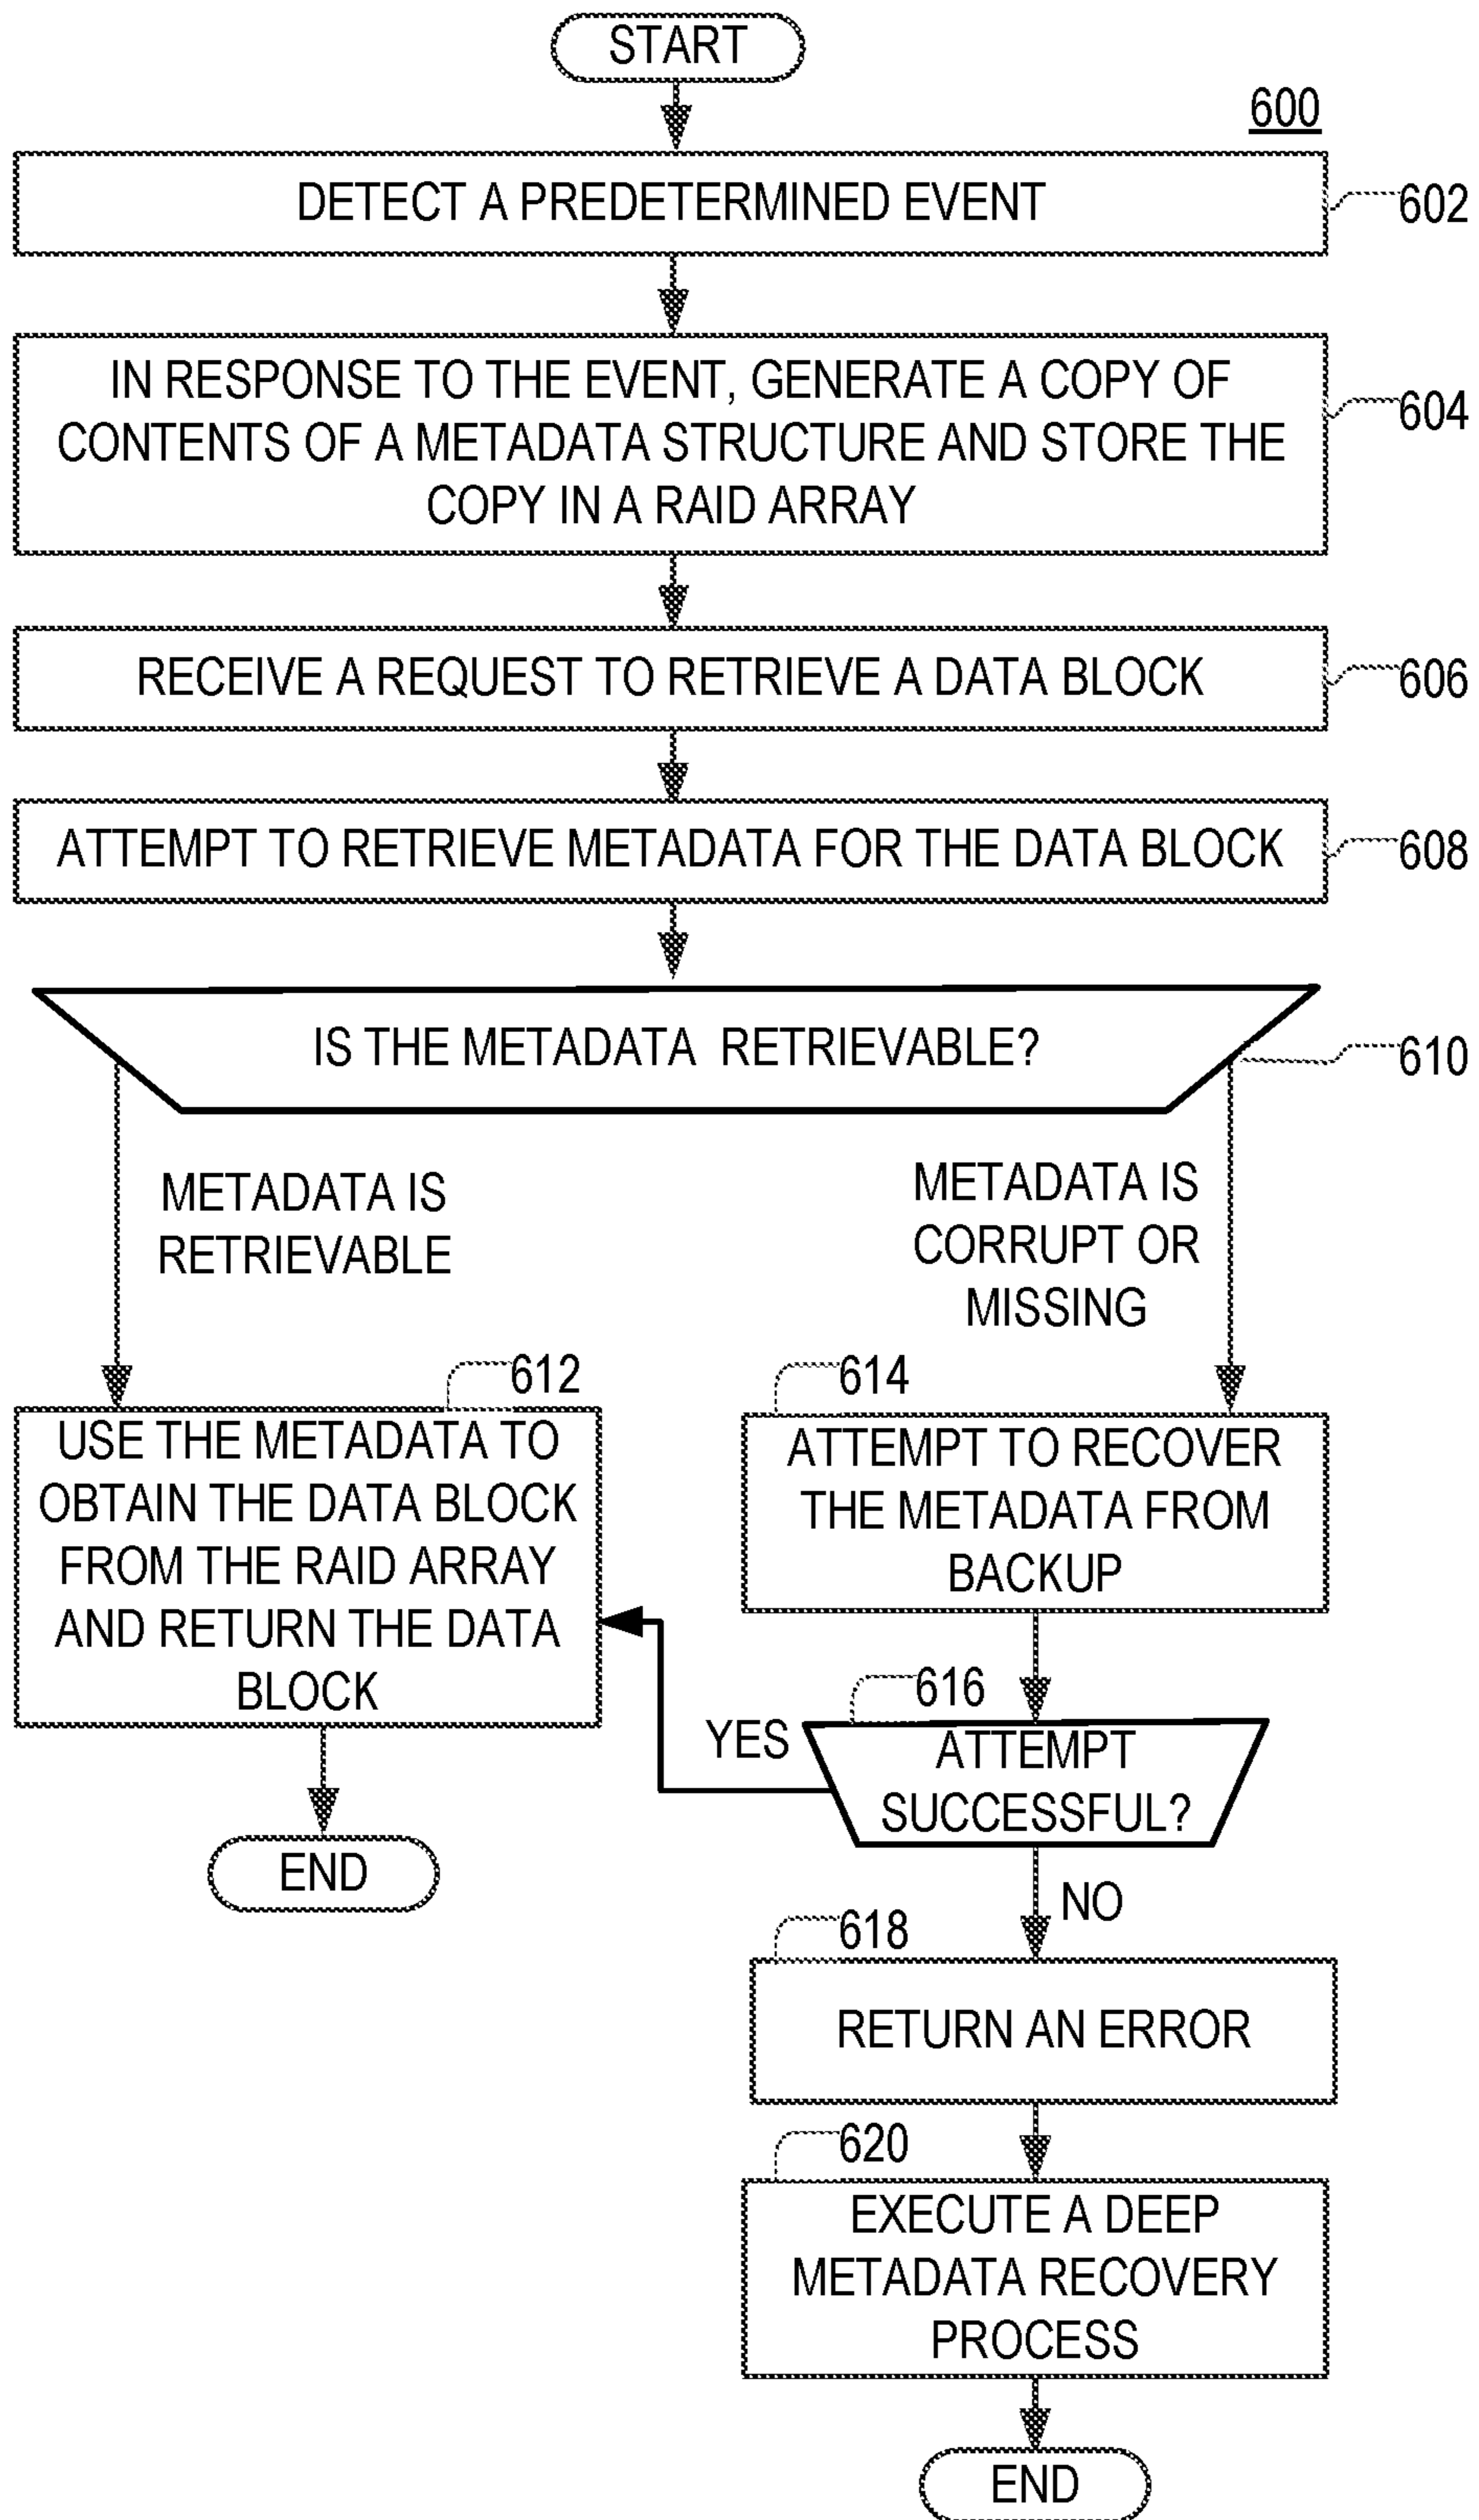 START
600
DETECT A PREDETERMINED EVENT
602
IN RESPONSE TO THE EVENT, GENERATE A COPY OF
CONTENTS OF A METADATA STRUCTURE AND STORE THE
COPY IN A RAID ARRAY
604
RECEIVE A REQUEST TO RETRIEVE A DATA BLOCK
606
ATTEMPT TO RETRIEVE METADATA FOR THE DATA BLOCK
608
IS THE METADATA RETRIEVABLE?
610
METADATA IS
RETRIEVABLE
METADATA IS
CORRUPT OR
MISSING
612
USE THE METADATA TO
OBTAIN THE DATA BLOCK
FROM THE RAID ARRAY
AND RETURN THE DATA
BLOCK
END
614
ATTEMPT TO RECOVER
THE METADATA FROM
BACKUP
616
ATTEMPT
SUCCESSFUL?
YES
NO
618
RETURN AN ERROR
620
EXECUTE A DEEP
METADATA RECOVERY
PROCESS
END